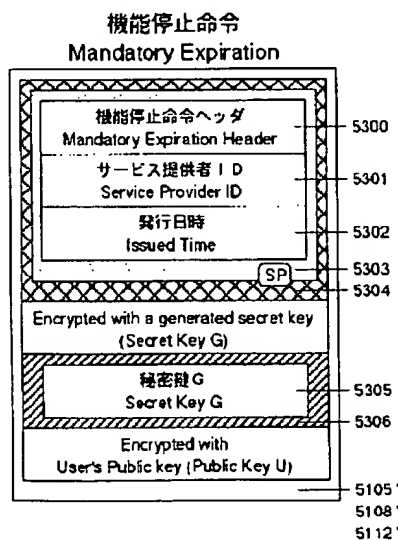 機能停止命令
Mandatory Expiration
機能停止命令ヘッダ
Mandatory Expiration Header
5300
サービス提供者ID
Service Provider ID
5301
発行日時
Issued Time
5302
5303
SP
5304
Encrypted with a generated secret key
(Secret Key G)
秘密鍵G
Secret Key G
5305
5306
Encrypted with
User's Public key (Public Key U)
5105'
5108'
5112'